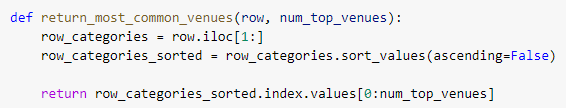 def return_most_common_venues(row, num_top_venues):
    row_categories = row.iloc[1:]
    row_categories_sorted = row_categories.sort_values(ascending=False)
    return row_categories_sorted.index.values[0:num_top_venues]